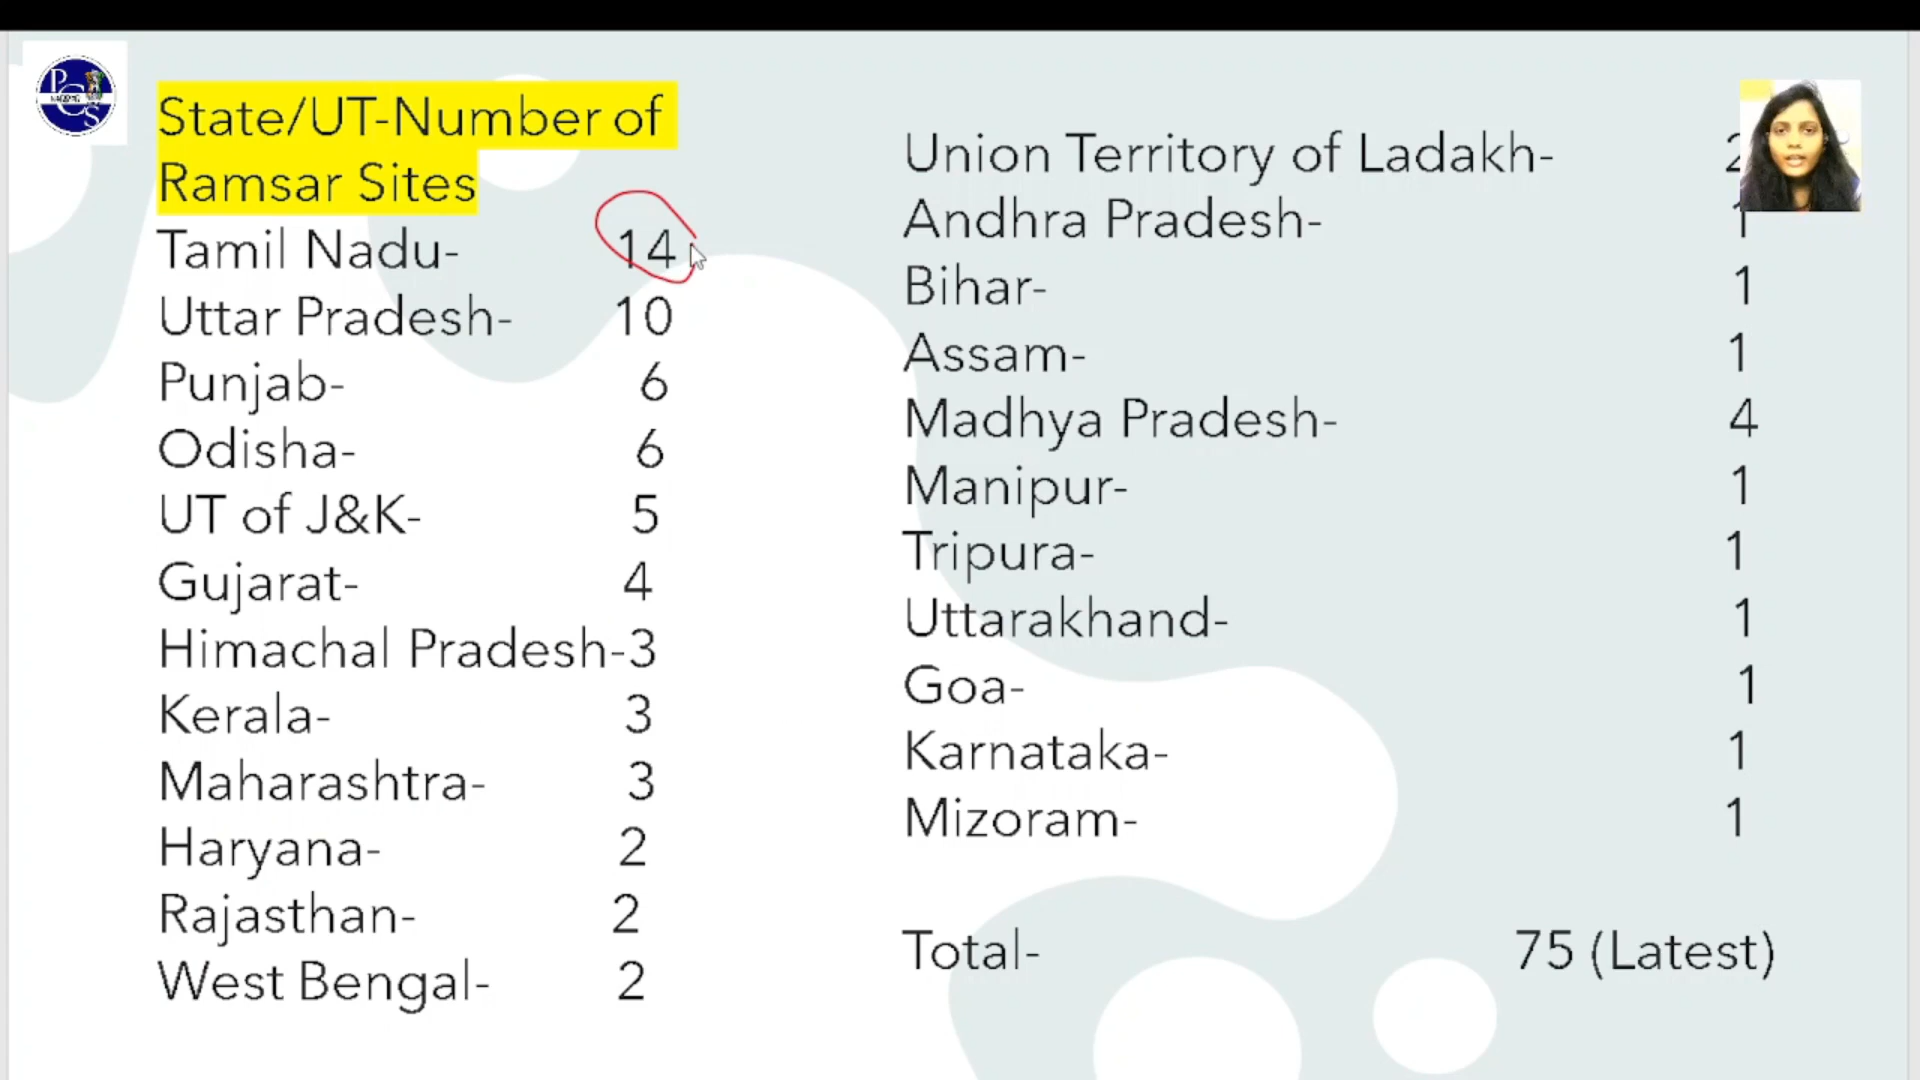 PCS
State/UT-Number of
Ramsar Sites
Tamil Nadu- 14
Uttar Pradesh- 10
Punjab- 6
Odisha- 6
UT of J&K- 5
Gujarat- 4
Himachal Pradesh-3
Kerala- 3
Maharashtra- 3
Haryana- 2
Rajasthan- 2
West Bengal- 2
Union Territory of Ladakh- 2
Andhra Pradesh- 1
Bihar- 1
Assam- 1
Madhya Pradesh- 4
Manipur- 1
Tripura- 1
Uttarakhand- 1
Goa- 1
Karnataka- 1
Mizoram- 1
Total- 75 (Latest)